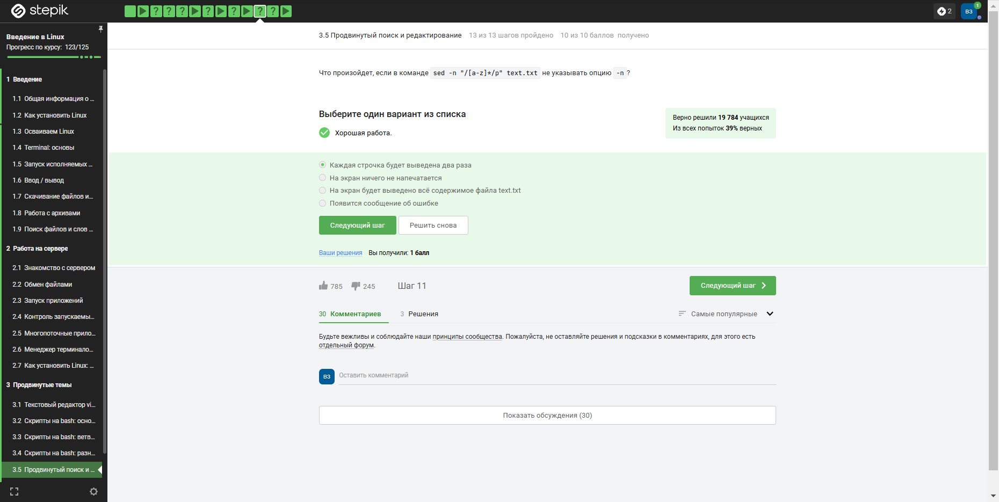 stepik
? ? ? ? ? ? ?
2
ВЗ
1
Введение в Linux
Прогресс по курсу: 123/125
1 Введение
1.1 Общая информация о ...
1.2 Как установить Linux
1.3 Осваиваем Linux
1.4 Terminal: основы
1.5 Запуск исполняемых ...
1.6 Ввод / вывод
1.7 Скачивание файлов и...
1.8 Работа с архивами
1.9 Поиск файлов и слов ...
2 Работа на сервере
2.1 Знакомство с сервером
2.2 Обмен файлами
2.3 Запуск приложений
2.4 Контроль запускаемы...
2.5 Многопоточные прило...
2.6 Менеджер терминало...
2.7 Как установить Linux: ...
3 Продвинутые темы
3.1 Текстовый редактор vi...
3.2 Скрипты на bash: осно...
3.3 Скрипты на bash: ветв...
3.4 Скрипты на bash: разн...
3.5 Продвинутый поиск и ...
3.5 Продвинутый поиск и редактирование 13 из 13 шагов пройдено 10 из 10 баллов получено
Что произойдет, если в команде sed -n "/[a-z]*/p" text.txt не указывать опцию -n?
Выберите один вариант из списка
Хорошая работа.
Верно решили 19 784 учащихся
Из всех попыток 39% верных
Каждая строчка будет выведена два раза
На экран ничего не напечатается
На экран будет выведено всё содержимое файла text.txt
Появится сообщение об ошибке
Следующий шаг
Решить снова
Ваши решения Вы получили: 1 балл
785 245 Шаг 11
Следующий шаг
30 Комментариев 3 Решения
Самые популярные
Будьте вежливы и соблюдайте наши принципы сообщества. Пожалуйста, не оставляйте решения и подсказки в комментариях, для этого есть
отдельный форум.
ВЗ
Оставить комментарий
Показать обсуждения (30)